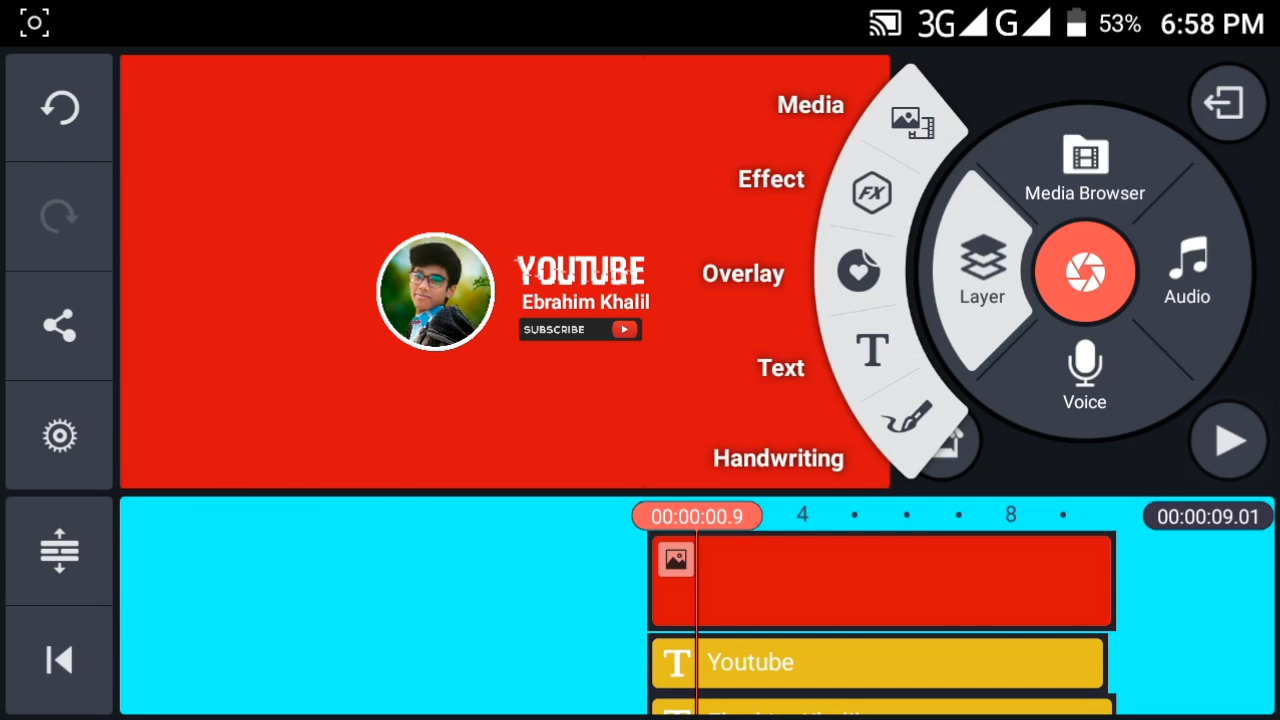 3G G 53% 6:58 PM
Media
Effect
FX
Overlay
T
Text
Handwriting
Media Browser
Layer
Audio
Voice
YOUTUBE
Ebrahim Khalil
SUBSCRIBE
00:00:00.9 4 8 00:00:09.01
T Youtube